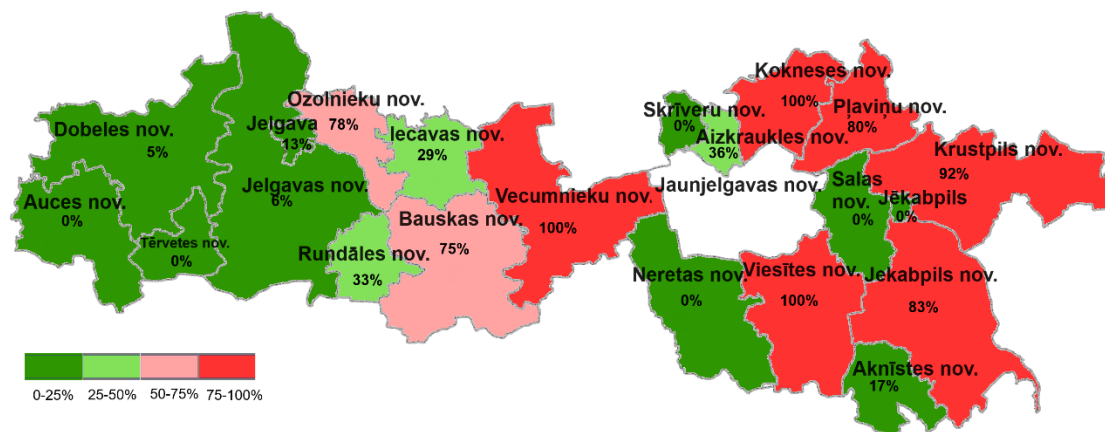 Dobeles nov.
5%
Auces nov.
0%
Tērvetes nov.
0%
Jelgava
13%
Jelgavas nov.
6%
Ozolnieku nov.
78%
Iecavas nov.
29%
Rundāles nov.
33%
Bauskas nov.
75%
Vecumnieku nov.
100%
Skrīveru nov.
0%
Aizkraukles nov.
36%
Kokneses nov.
100%
Pļaviņu nov.
80%
Krustpils nov.
92%
Jaunjelgavas nov.
Salas
nov.
0%
Jēkabpils
0%
Neretas nov.
0%
Viesītes nov.
100%
Jekabpils nov.
83%
Aknīstes nov.
17%
0-25%
25-50%
50-75%
75-100%